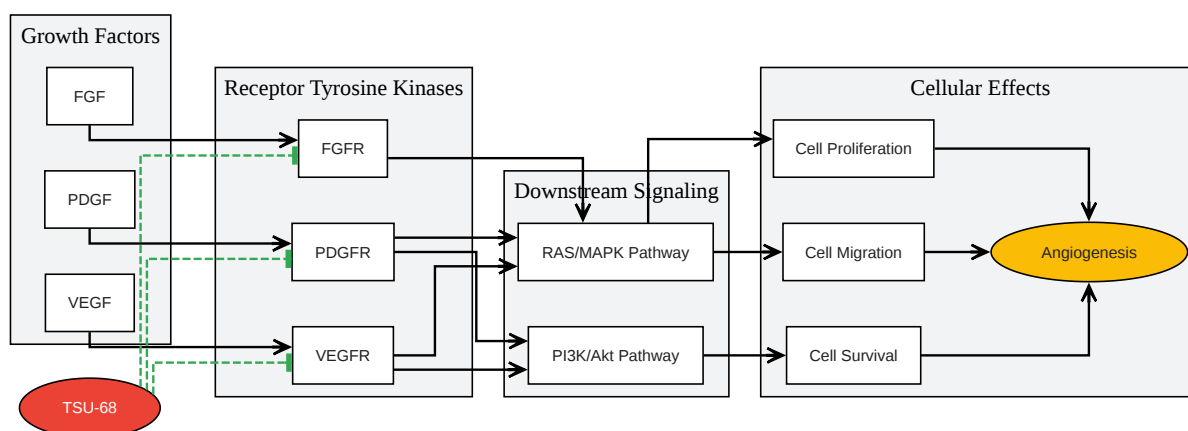 Growth Factors
FGF
PDGF
VEGF
TSU-68
Receptor Tyrosine Kinases
FGFR
PDGFR
VEGFR
Downstream Signaling
RAS/MAPK Pathway
PI3K/Akt Pathway
Cellular Effects
Cell Proliferation
Cell Migration
Cell Survival
Angiogenesis